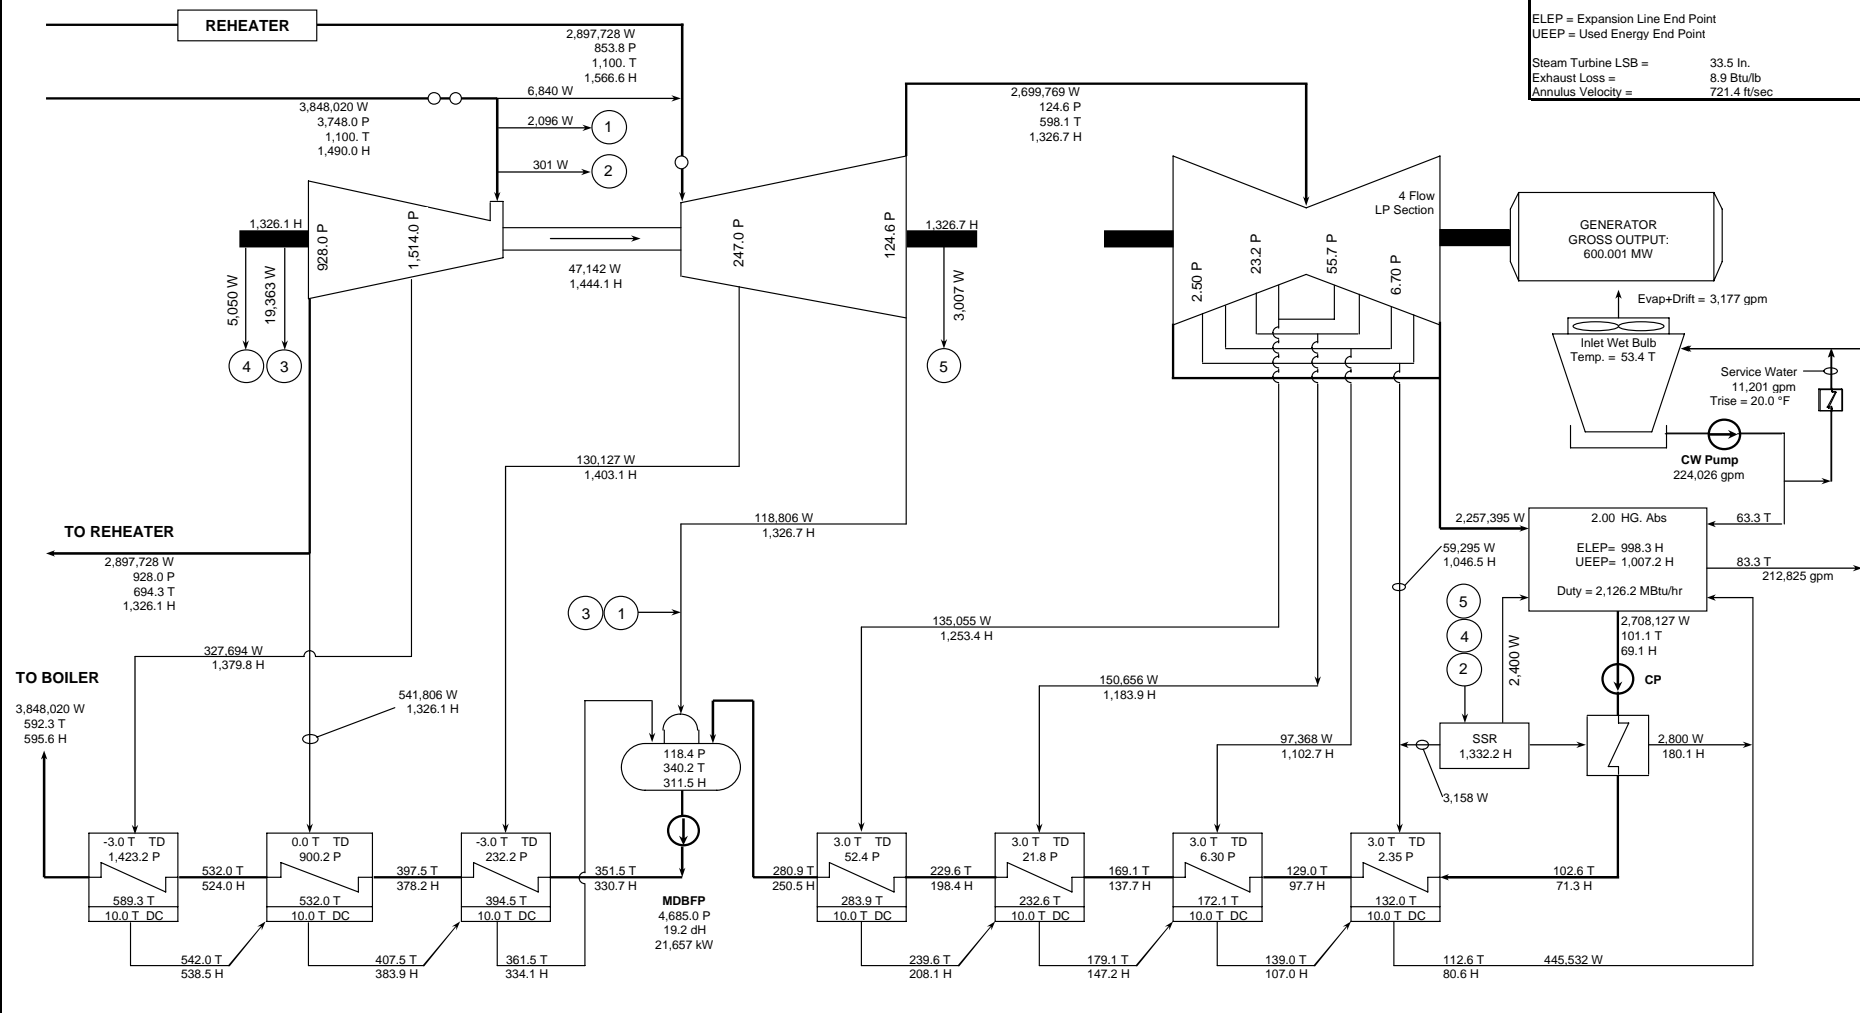 REHEATER
2,897,728 W
853.8 P
1,100. T
1,566.6 H
3,848,020 W
3,748.0 P
1,100. T
1,490.0 H
6,840 W
2,096 W
1
301 W
2
2,699,769 W
124.6 P
598.1 T
1,326.7 H
ELEP = Expansion Line End Point
UEEP = Used Energy End Point
Steam Turbine LSB = 33.5 In.
Exhaust Loss = 8.9 Btu/lb
Annulus Velocity = 721.4 ft/sec
1,326.1 H
928.0 P
1,514.0 P
5,050 W
19,363 W
4
3
47,142 W
1,444.1 H
247.0 P
124.6 P
1,326.7 H
3,007 W
5
4 Flow
LP Section
2.50 P
23.2 P
55.7 P
6.70 P
GENERATOR
GROSS OUTPUT:
600.001 MW
Evap+Drift = 3,177 gpm
Inlet Wet Bulb
Temp. = 53.4 T
Service Water
11,201 gpm
Trise = 20.0 °F
CW Pump
224,026 gpm
130,127 W
1,403.1 H
118,806 W
1,326.7 H
TO REHEATER
2,897,728 W
928.0 P
694.3 T
1,326.1 H
2,257,395 W
2.00 HG. Abs
ELEP= 998.3 H
UEEP= 1,007.2 H
Duty = 2,126.2 MBtu/hr
63.3 T
83.3 T
212,825 gpm
59,295 W
1,046.5 H
3
1
5
4
2
2,400 W
2,708,127 W
101.1 T
69.1 H
CP
135,055 W
1,253.4 H
327,694 W
1,379.8 H
TO BOILER
3,848,020 W
592.3 T
595.6 H
541,806 W
1,326.1 H
150,656 W
1,183.9 H
97,368 W
1,102.7 H
SSR
1,332.2 H
2,800 W
180.1 H
3,158 W
118.4 P
340.2 T
311.5 H
-3.0 T TD
1,423.2 P
589.3 T
10.0 T DC
532.0 T
524.0 H
0.0 T TD
900.2 P
532.0 T
10.0 T DC
397.5 T
378.2 H
-3.0 T TD
232.2 P
394.5 T
10.0 T DC
351.5 T
330.7 H
MDBFP
4,685.0 P
19.2 dH
21,657 kW
280.9 T
250.5 H
3.0 T TD
52.4 P
283.9 T
10.0 T DC
229.6 T
198.4 H
3.0 T TD
21.8 P
232.6 T
10.0 T DC
169.1 T
137.7 H
3.0 T TD
6.30 P
172.1 T
10.0 T DC
129.0 T
97.7 H
3.0 T TD
2.35 P
132.0 T
10.0 T DC
102.6 T
71.3 H
542.0 T
538.5 H
407.5 T
383.9 H
361.5 T
334.1 H
239.6 T
208.1 H
179.1 T
147.2 H
139.0 T
107.0 H
112.6 T
80.6 H
445,532 W